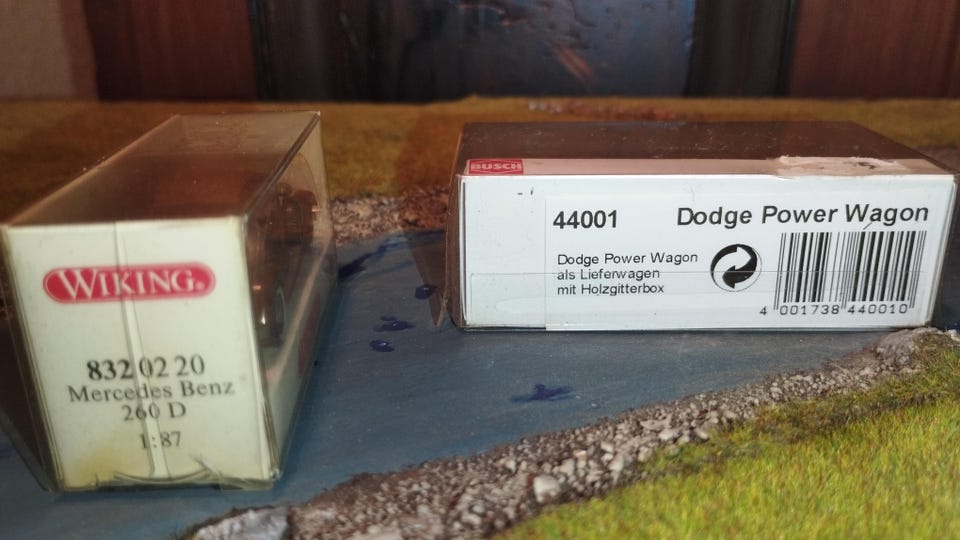 WIKING®
832 02 20
Mercedes Benz
260 D
1:87
BUSCH
44001 Dodge Power Wagon
Dodge Power Wagon
als Lieferwagen
mit Holzgitterbox
4 001738 440010